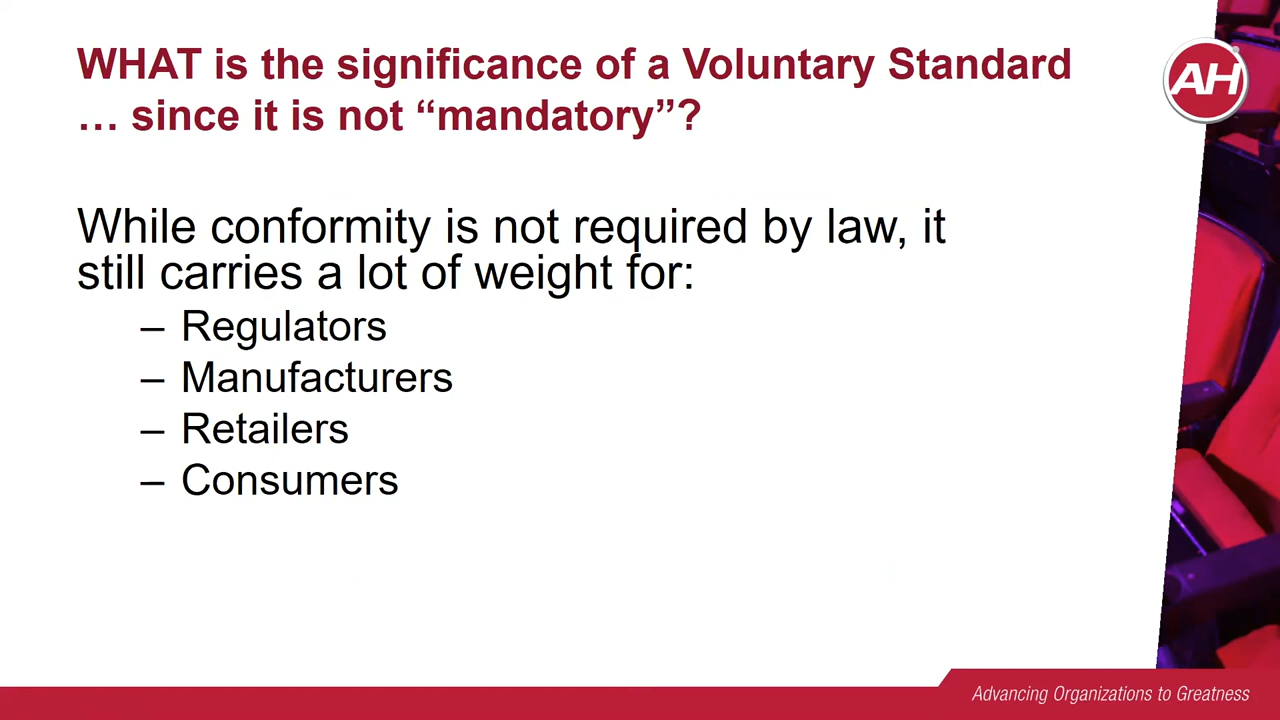 WHAT is the significance of a Voluntary Standard
… since it is not “mandatory”?
AH
®
While conformity is not required by law, it
still carries a lot of weight for:
– Regulators
– Manufacturers
– Retailers
– Consumers
Advancing Organizations to Greatness